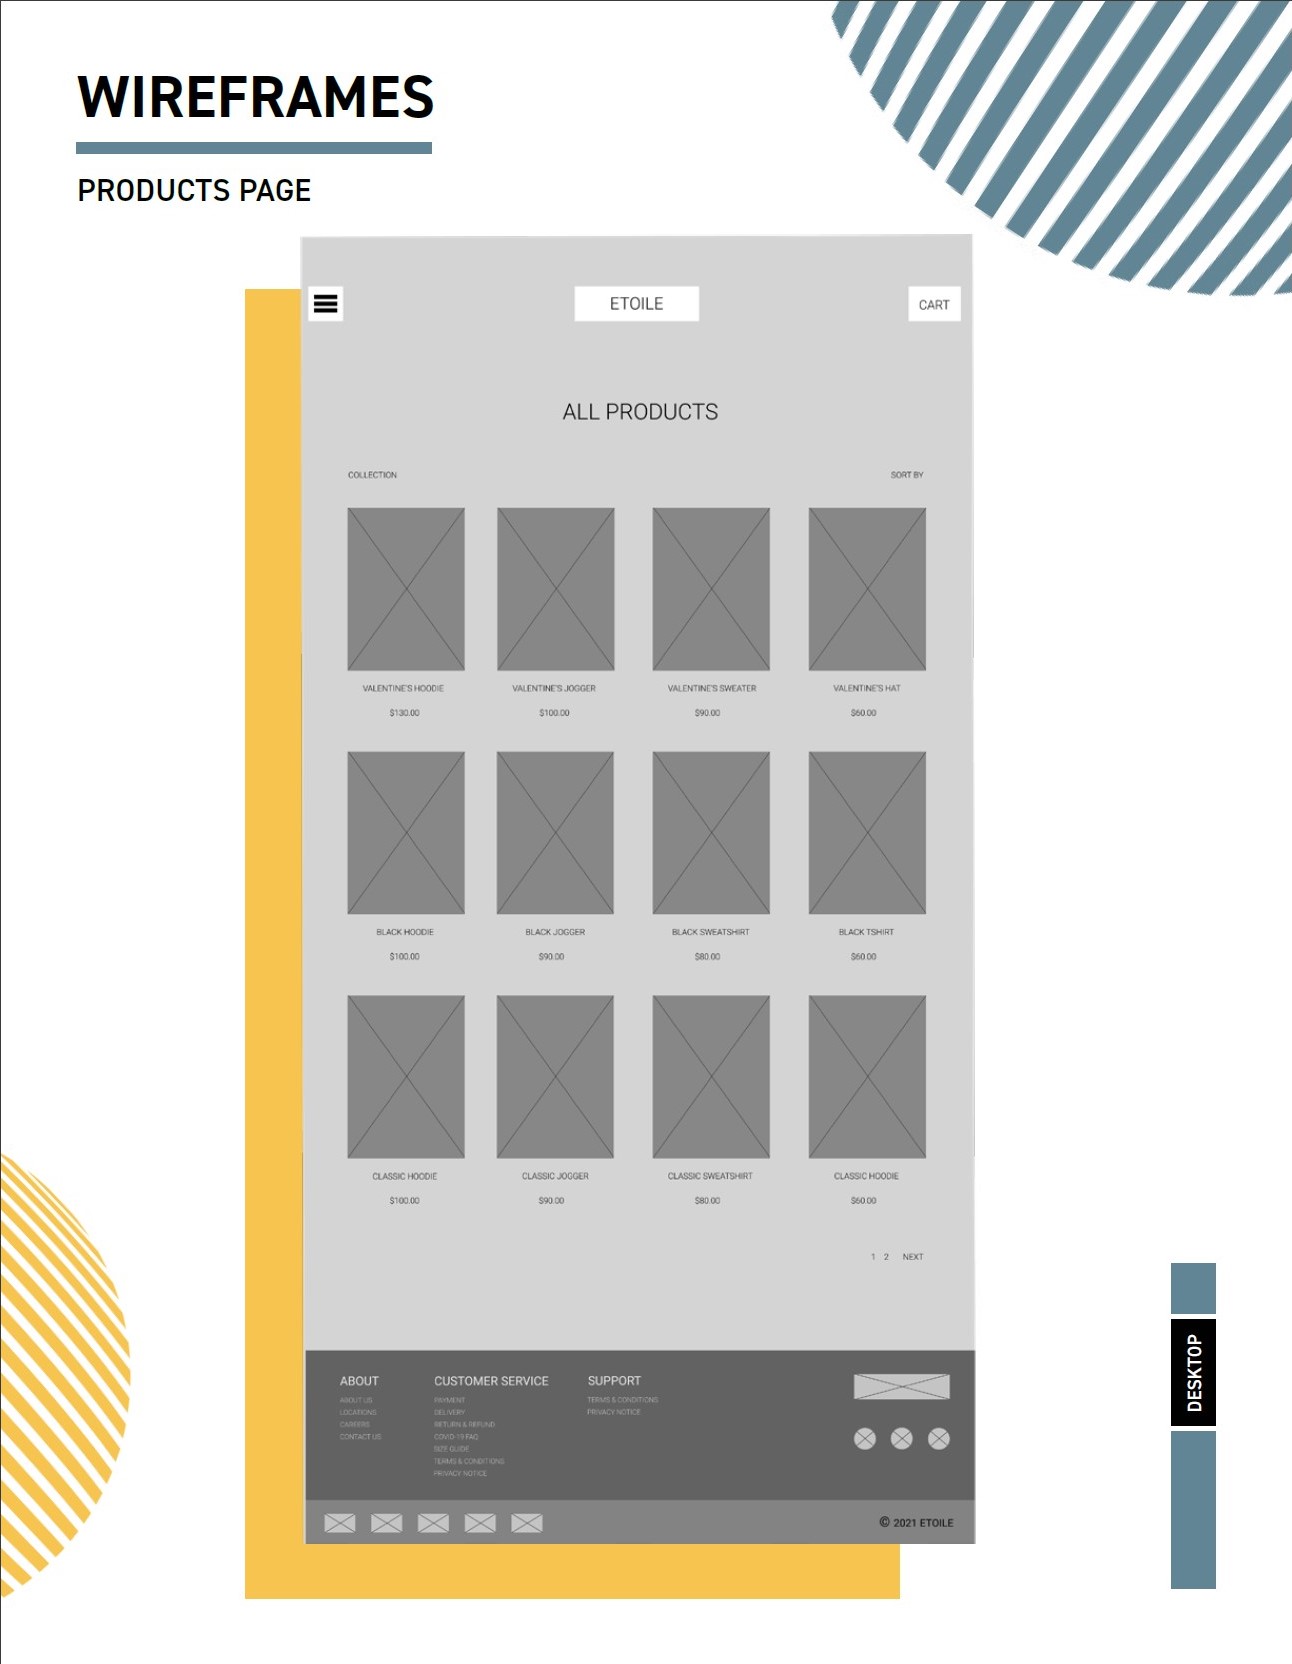 WIREFRAMES
PRODUCTS PAGE
ETOILE
CART
ALL PRODUCTS
COLLECTION
SORT BY
VALENTINE'S HOODIE
VALENTINE'S JOGGER
VALENTINE'S SWEATER
VALENTINE'S HAT
$130.00
$100.00
$90.00
$60.00
BLACK HOODIE
BLACK JOGGER
BLACK SWEATSHIRT
BLACK TSHIRT
$100.00
$90.00
$80.00
$60.00
CLASSIC HOODIE
CLASSIC JOGGER
CLASSIC SWEATSHIRT
CLASSIC HOODIE
$100.00
$90.00
$80.00
$60.00
1 2 NEXT
ABOUT
ABOUT US
LOCATIONS
CAREERS
CONTACT US
CUSTOMER SERVICE
PAYMENT
DELIVERY
RETURN & REFUND
COVID-19 FAQ
SIZE GUIDE
TERMS & CONDITIONS
PRIVACY NOTICE
SUPPORT
TERMS & CONDITIONS
PRIVACY NOTICE
© 2021 ETOILE
DESKTOP